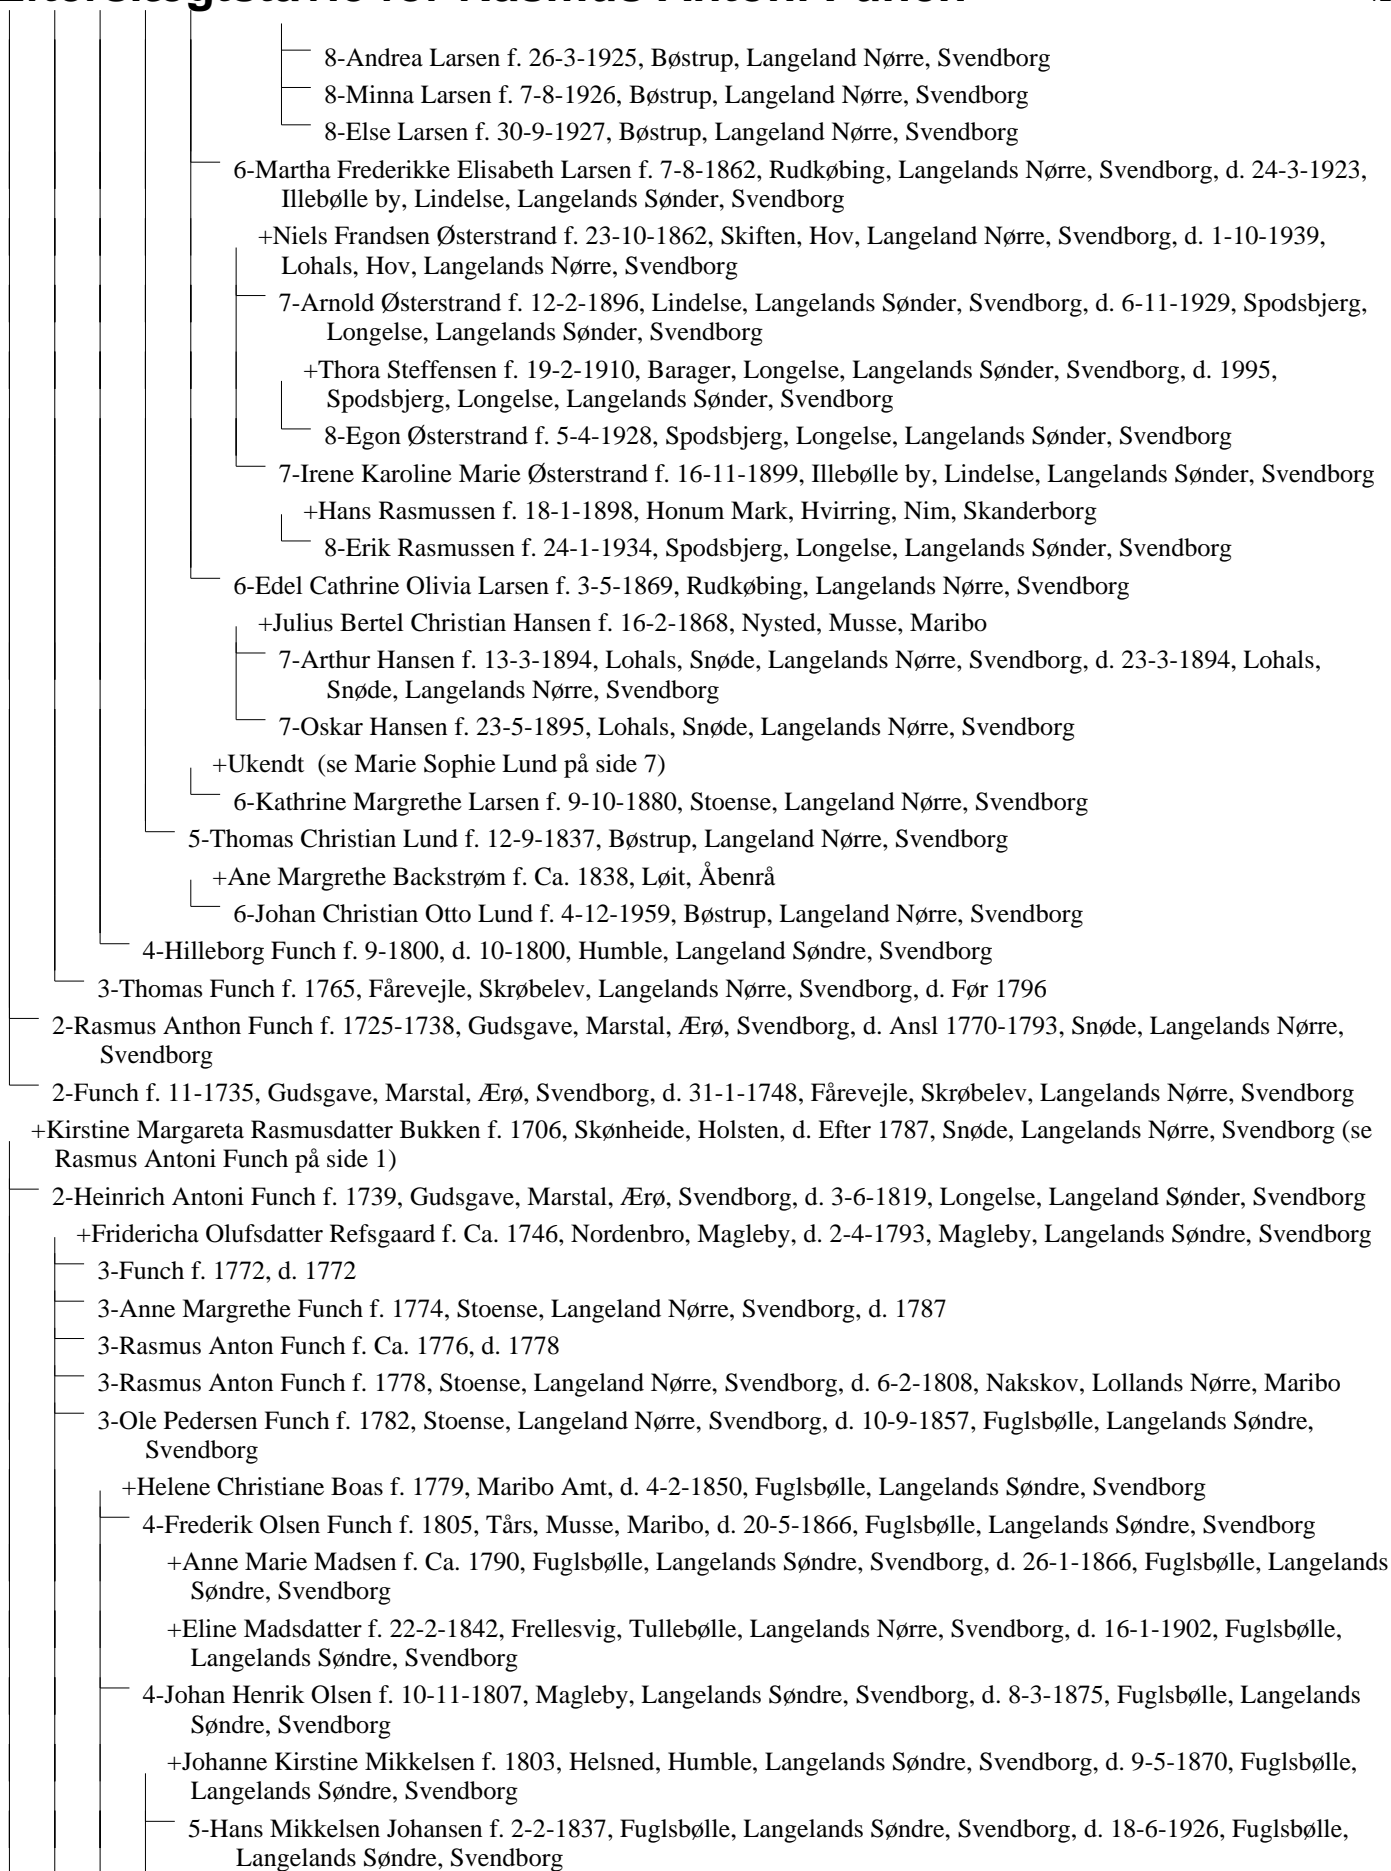 8-Andrea Larsen f. 26-3-1925, Bøstrup, Langeland Nørre, Svendborg
8-Minna Larsen f. 7-8-1926, Bøstrup, Langeland Nørre, Svendborg
8-Else Larsen f. 30-9-1927, Bøstrup, Langeland Nørre, Svendborg
6-Martha Frederikke Elisabeth Larsen f. 7-8-1862, Rudkøbing, Langelands Nørre, Svendborg, d. 24-3-1923,
Illebølle by, Lindelse, Langelands Sønder, Svendborg
+Niels Frandsen Østerstrand f. 23-10-1862, Skiften, Hov, Langeland Nørre, Svendborg, d. 1-10-1939,
Lohals, Hov, Langelands Nørre, Svendborg
7-Arnold Østerstrand f. 12-2-1896, Lindelse, Langelands Sønder, Svendborg, d. 6-11-1929, Spodsbjerg,
Longelse, Langelands Sønder, Svendborg
+Thora Steffensen f. 19-2-1910, Barager, Longelse, Langelands Sønder, Svendborg, d. 1995,
Spodsbjerg, Longelse, Langelands Sønder, Svendborg
8-Egon Østerstrand f. 5-4-1928, Spodsbjerg, Longelse, Langelands Sønder, Svendborg
7-Irene Karoline Marie Østerstrand f. 16-11-1899, Illebølle by, Lindelse, Langelands Sønder, Svendborg
+Hans Rasmussen f. 18-1-1898, Honum Mark, Hvirring, Nim, Skanderborg
8-Erik Rasmussen f. 24-1-1934, Spodsbjerg, Longelse, Langelands Sønder, Svendborg
6-Edel Cathrine Olivia Larsen f. 3-5-1869, Rudkøbing, Langelands Nørre, Svendborg
+Julius Bertel Christian Hansen f. 16-2-1868, Nysted, Musse, Maribo
7-Arthur Hansen f. 13-3-1894, Lohals, Snøde, Langelands Nørre, Svendborg, d. 23-3-1894, Lohals,
Snøde, Langelands Nørre, Svendborg
7-Oskar Hansen f. 23-5-1895, Lohals, Snøde, Langelands Nørre, Svendborg
+Ukendt (se Marie Sophie Lund på side 7)
6-Kathrine Margrethe Larsen f. 9-10-1880, Stoense, Langeland Nørre, Svendborg
5-Thomas Christian Lund f. 12-9-1837, Bøstrup, Langeland Nørre, Svendborg
+Ane Margrethe Backstrøm f. Ca. 1838, Løit, Åbenrå
6-Johan Christian Otto Lund f. 4-12-1959, Bøstrup, Langeland Nørre, Svendborg
4-Hilleborg Funch f. 9-1800, d. 10-1800, Humble, Langeland Søndre, Svendborg
3-Thomas Funch f. 1765, Fårevejle, Skrøbelev, Langelands Nørre, Svendborg, d. Før 1796
2-Rasmus Anthon Funch f. 1725-1738, Gudsgave, Marstal, Ærø, Svendborg, d. Ansl 1770-1793, Snøde, Langelands Nørre,
Svendborg
2-Funch f. 11-1735, Gudsgave, Marstal, Ærø, Svendborg, d. 31-1-1748, Fårevejle, Skrøbelev, Langelands Nørre, Svendborg
+Kirstine Margareta Rasmusdatter Bukken f. 1706, Skønheide, Holsten, d. Efter 1787, Snøde, Langelands Nørre, Svendborg (se
Rasmus Antoni Funch på side 1)
2-Heinrich Antoni Funch f. 1739, Gudsgave, Marstal, Ærø, Svendborg, d. 3-6-1819, Longelse, Langeland Sønder, Svendborg
+Fridericha Olufsdatter Refsgaard f. Ca. 1746, Nordenbro, Magleby, d. 2-4-1793, Magleby, Langelands Søndre, Svendborg
3-Funch f. 1772, d. 1772
3-Anne Margrethe Funch f. 1774, Stoense, Langeland Nørre, Svendborg, d. 1787
3-Rasmus Anton Funch f. Ca. 1776, d. 1778
3-Rasmus Anton Funch f. 1778, Stoense, Langeland Nørre, Svendborg, d. 6-2-1808, Nakskov, Lollands Nørre, Maribo
3-Ole Pedersen Funch f. 1782, Stoense, Langeland Nørre, Svendborg, d. 10-9-1857, Fuglsbølle, Langelands Søndre,
Svendborg
+Helene Christiane Boas f. 1779, Maribo Amt, d. 4-2-1850, Fuglsbølle, Langelands Søndre, Svendborg
4-Frederik Olsen Funch f. 1805, Tårs, Musse, Maribo, d. 20-5-1866, Fuglsbølle, Langelands Søndre, Svendborg
+Anne Marie Madsen f. Ca. 1790, Fuglsbølle, Langelands Søndre, Svendborg, d. 26-1-1866, Fuglsbølle, Langelands
Søndre, Svendborg
+Eline Madsdatter f. 22-2-1842, Frellesvig, Tullebølle, Langelands Nørre, Svendborg, d. 16-1-1902, Fuglsbølle,
Langelands Søndre, Svendborg
4-Johan Henrik Olsen f. 10-11-1807, Magleby, Langelands Søndre, Svendborg, d. 8-3-1875, Fuglsbølle, Langelands
Søndre, Svendborg
+Johanne Kirstine Mikkelsen f. 1803, Helsned, Humble, Langelands Søndre, Svendborg, d. 9-5-1870, Fuglsbølle,
Langelands Søndre, Svendborg
5-Hans Mikkelsen Johansen f. 2-2-1837, Fuglsbølle, Langelands Søndre, Svendborg, d. 18-6-1926, Fuglsbølle,
Langelands Søndre, Svendborg